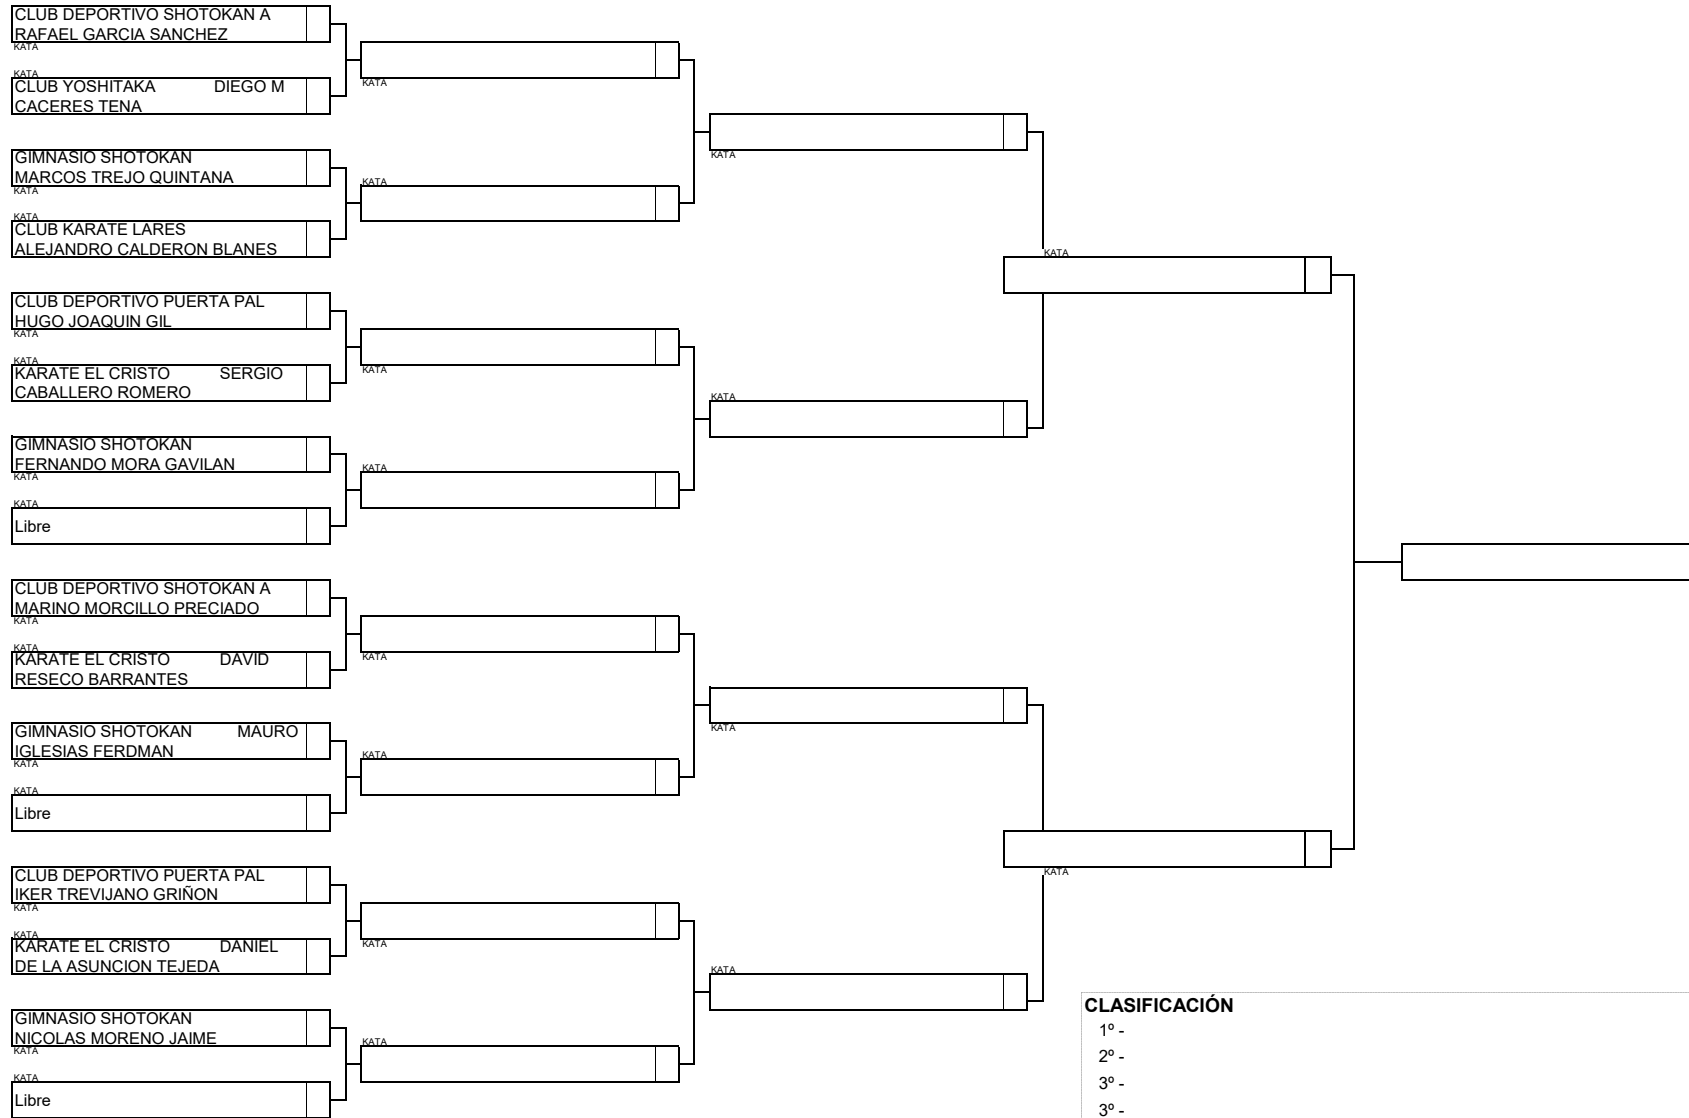 CLUB DEPORTIVO SHOTOKAN A
RAFAEL GARCIA SANCHEZ
KATA
KATA
CLUB YOSHITAKA DIEGO M
CACERES TENA
GIMNASIO SHOTOKAN
MARCOS TREJO QUINTANA
KATA
KATA
CLUB KARATE LARES
ALEJANDRO CALDERON BLANES
CLUB DEPORTIVO PUERTA PAL
HUGO JOAQUIN GIL
KATA
KATA
KARATE EL CRISTO SERGIO
CABALLERO ROMERO
GIMNASIO SHOTOKAN
FERNANDO MORA GAVILAN
KATA
KATA
Libre
CLUB DEPORTIVO SHOTOKAN A
MARINO MORCILLO PRECIADO
KATA
KATA
KARATE EL CRISTO DAVID
RESECO BARRANTES
GIMNASIO SHOTOKAN MAURO
IGLESIAS FERDMAN
KATA
KATA
Libre
CLUB DEPORTIVO PUERTA PAL
IKER TREVIJANO GRIÑON
KATA
KATA
KARATE EL CRISTO DANIEL
DE LA ASUNCION TEJEDA
GIMNASIO SHOTOKAN
NICOLAS MORENO JAIME
KATA
KATA
Libre
KATA
KATA
KATA
KATA
KATA
KATA
KATA
KATA
KATA
KATA
KATA
KATA
KATA
KATA
CLASIFICACIÓN
1º -
2º -
3º -
3º -